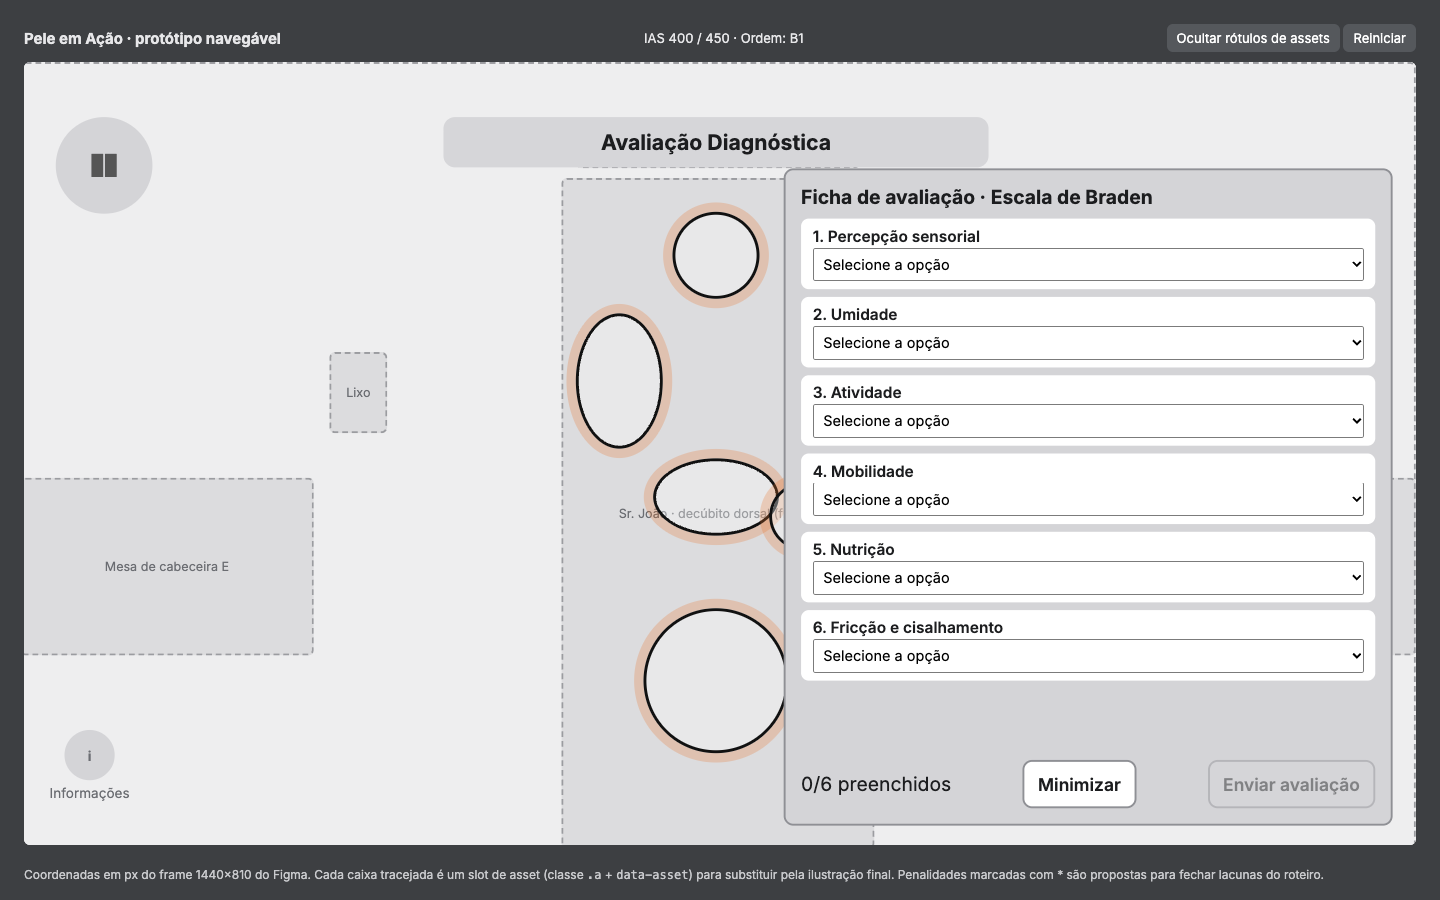 Pele em Ação · protótipo navegável
IAS 400 / 450 · Ordem: B1
Ocultar rótulos de assets
Reiniciar
Avaliação Diagnóstica
Ficha de avaliação · Escala de Braden
1. Percepção sensorial
Selecione a opção
2. Umidade
Selecione a opção
3. Atividade
Selecione a opção
4. Mobilidade
Selecione a opção
5. Nutrição
Selecione a opção
6. Fricção e cisalhamento
Selecione a opção
0/6 preenchidos
Minimizar
Enviar avaliação
Lixo
Sr. João · decúbito dorsal (f
Mesa de cabeceira E
i
Informações
Coordenadas em px do frame 1440×810 do Figma. Cada caixa tracejada é um slot de asset (classe .a + data-asset) para substituir pela ilustração final. Penalidades marcadas com * são propostas para fechar lacunas do roteiro.